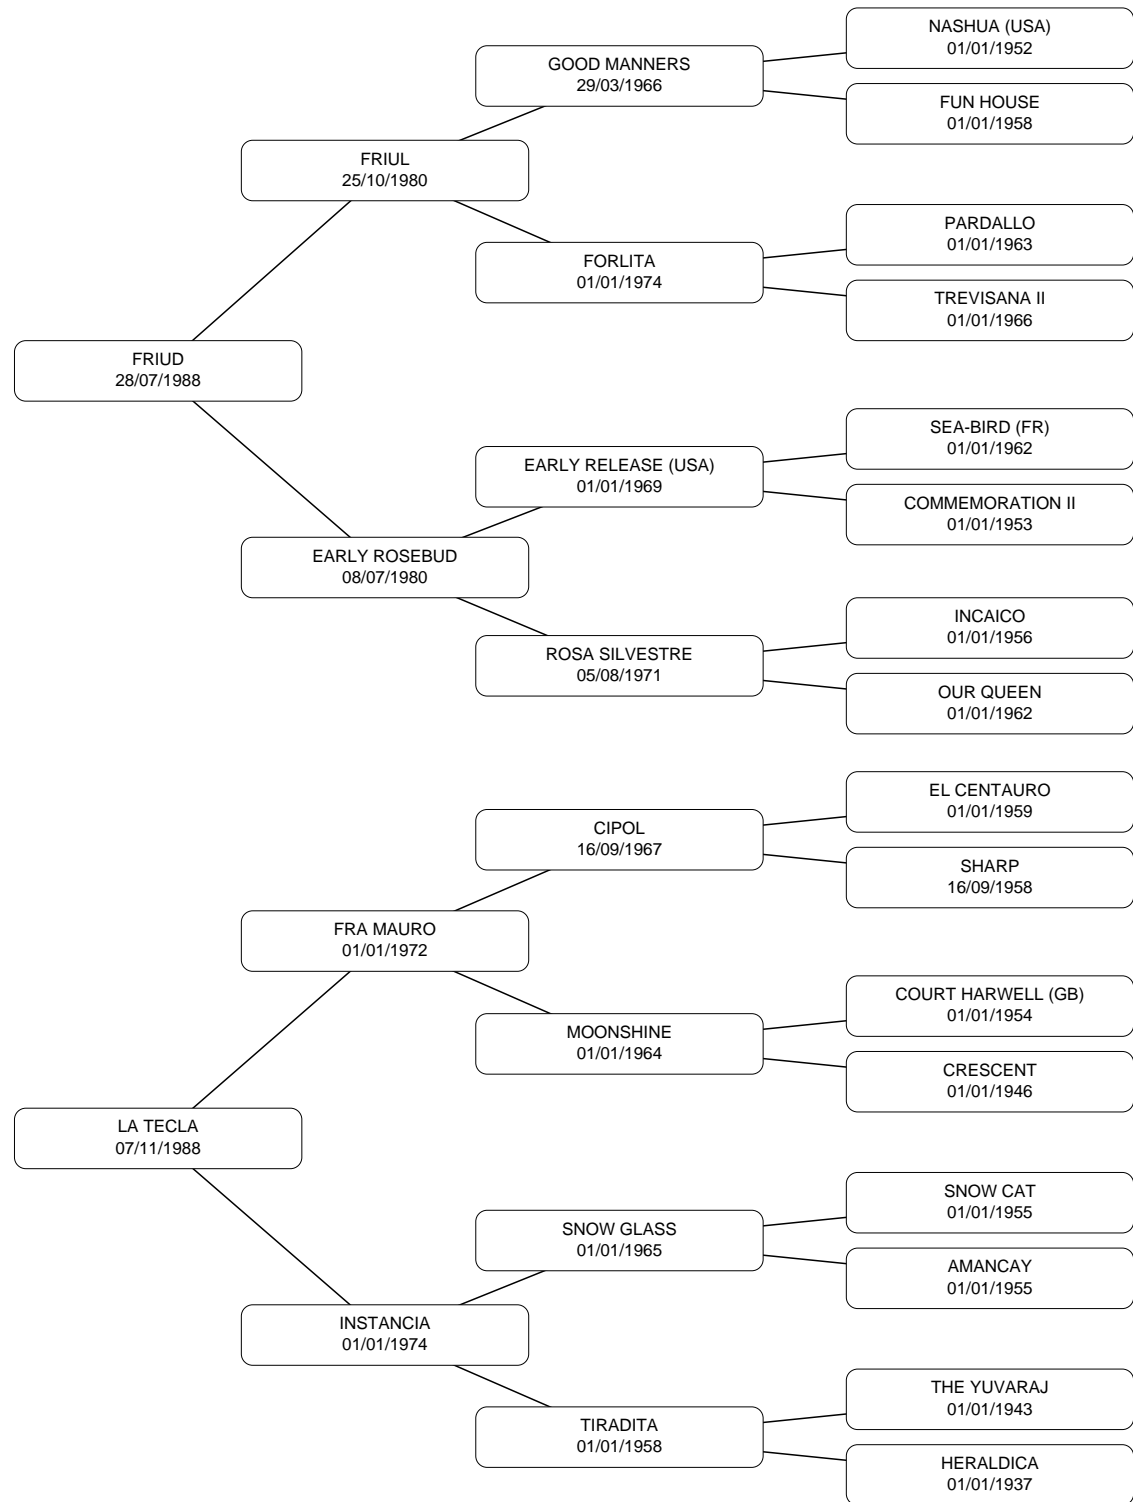 NASHUA (USA)
01/01/1952
GOOD MANNERS
29/03/1966
FUN HOUSE
01/01/1958
FRIUL
25/10/1980
PARDALLO
01/01/1963
FORLITA
01/01/1974
TREVISANA II
01/01/1966
FRIUD
28/07/1988
SEA-BIRD (FR)
01/01/1962
EARLY RELEASE (USA)
01/01/1969
COMMEMORATION II
01/01/1953
EARLY ROSEBUD
08/07/1980
INCAICO
01/01/1956
ROSA SILVESTRE
05/08/1971
OUR QUEEN
01/01/1962
EL CENTAURO
01/01/1959
CIPOL
16/09/1967
SHARP
16/09/1958
FRA MAURO
01/01/1972
COURT HARWELL (GB)
01/01/1954
MOONSHINE
01/01/1964
CRESCENT
01/01/1946
LA TECLA
07/11/1988
SNOW CAT
01/01/1955
SNOW GLASS
01/01/1965
AMANCAY
01/01/1955
INSTANCIA
01/01/1974
THE YUVARAJ
01/01/1943
TIRADITA
01/01/1958
HERALDICA
01/01/1937